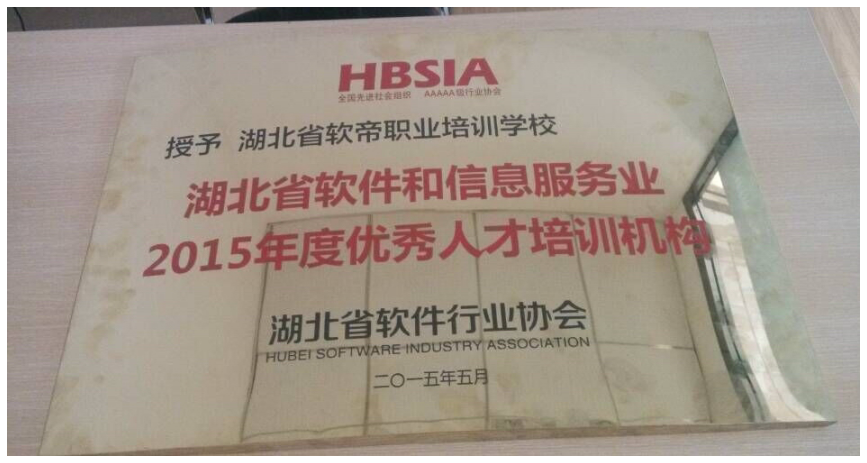 HBSIA
全国先进社会组织 AAAAA级行业协会
授予 湖北省软帝职业培训学校
湖北省软件和信息服务业
2015年度优秀人才培训机构
湖北省软件行业协会
HUBEI SOFTWARE INDUSTRY ASSOCIATION
二〇一五年五月